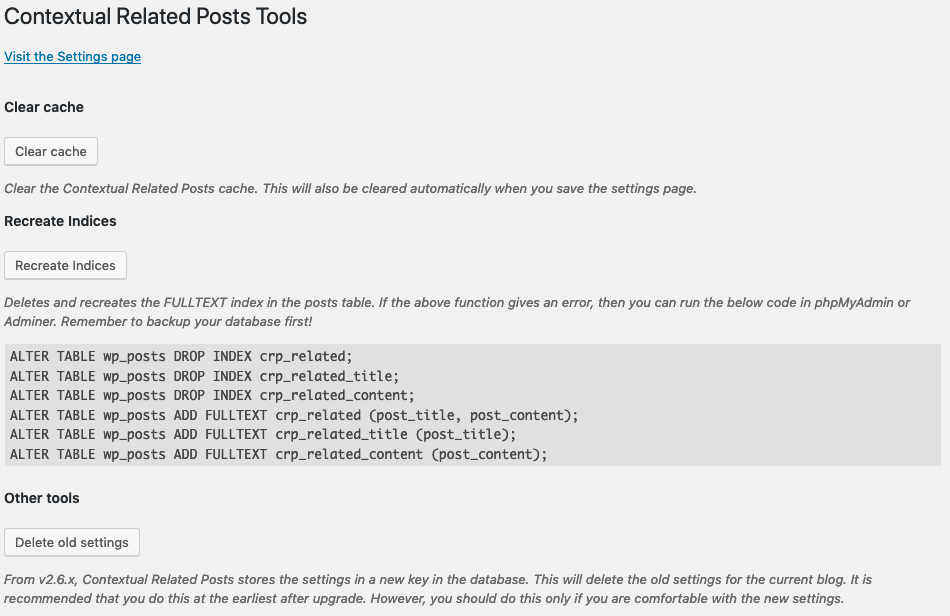 Contextual Related Posts Tools
Visit the Settings page
Clear cache
Clear cache
Clear the Contextual Related Posts cache. This will also be cleared automatically when you save the settings page.
Recreate Indices
Recreate Indices
Deletes and recreates the FULLTEXT index in the posts table. If the above function gives an error, then you can run the below code in phpMyAdmin or
Adminer. Remember to backup your database first!
ALTER TABLE wp_posts DROP INDEX crp_related;
ALTER TABLE wp_posts DROP INDEX crp_related_title;
ALTER TABLE wp_posts DROP INDEX crp_related_content;
ALTER TABLE wp_posts ADD FULLTEXT crp_related (post_title, post_content);
ALTER TABLE wp_posts ADD FULLTEXT crp_related_title (post_title);
ALTER TABLE wp_posts ADD FULLTEXT crp_related_content (post_content);
Other tools
Delete old settings
From v2.6.x, Contextual Related Posts stores the settings in a new key in the database. This will delete the old settings for the current blog. It is
recommended that you do this at the earliest after upgrade. However, you should do this only if you are comfortable with the new settings.